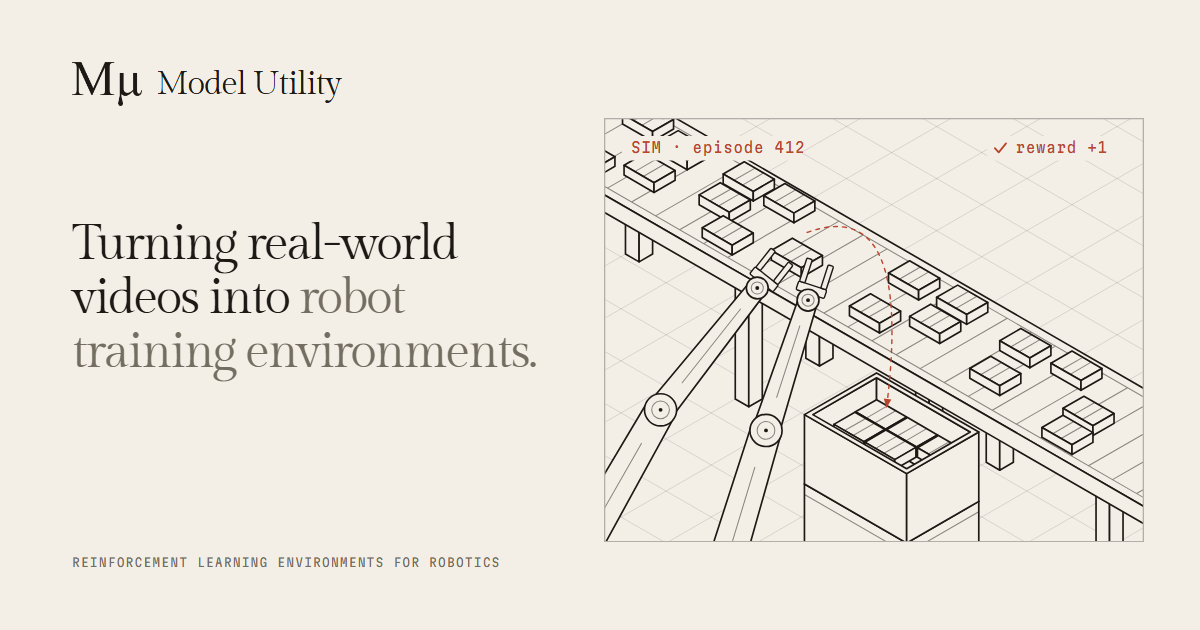 Mμ Model Utility
Turning real-world
videos into robot
training environments.
SIM · episode 412
✓ reward +1
REINFORCEMENT LEARNING ENVIRONMENTS FOR ROBOTICS